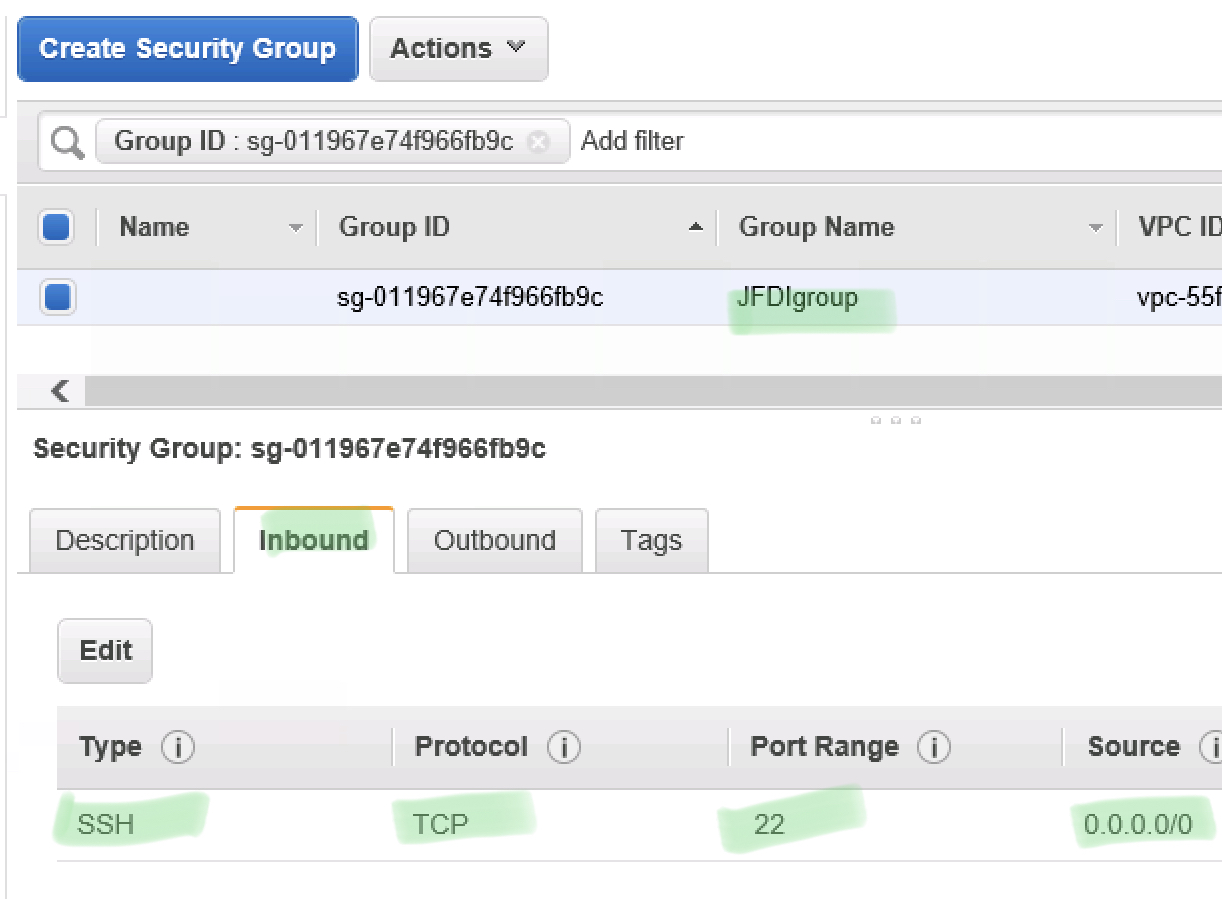 Create Security Group Actions
Group ID : sg-011967e74f966fb9c Add filter
Name Group ID Group Name VPC ID
sg-011967e74f966fb9c JFDIgroup vpc-55f
Security Group: sg-011967e74f966fb9c
Description Inbound Outbound Tags
Edit
Type i Protocol i Port Range i Source i
SSH TCP 22 0.0.0.0/0